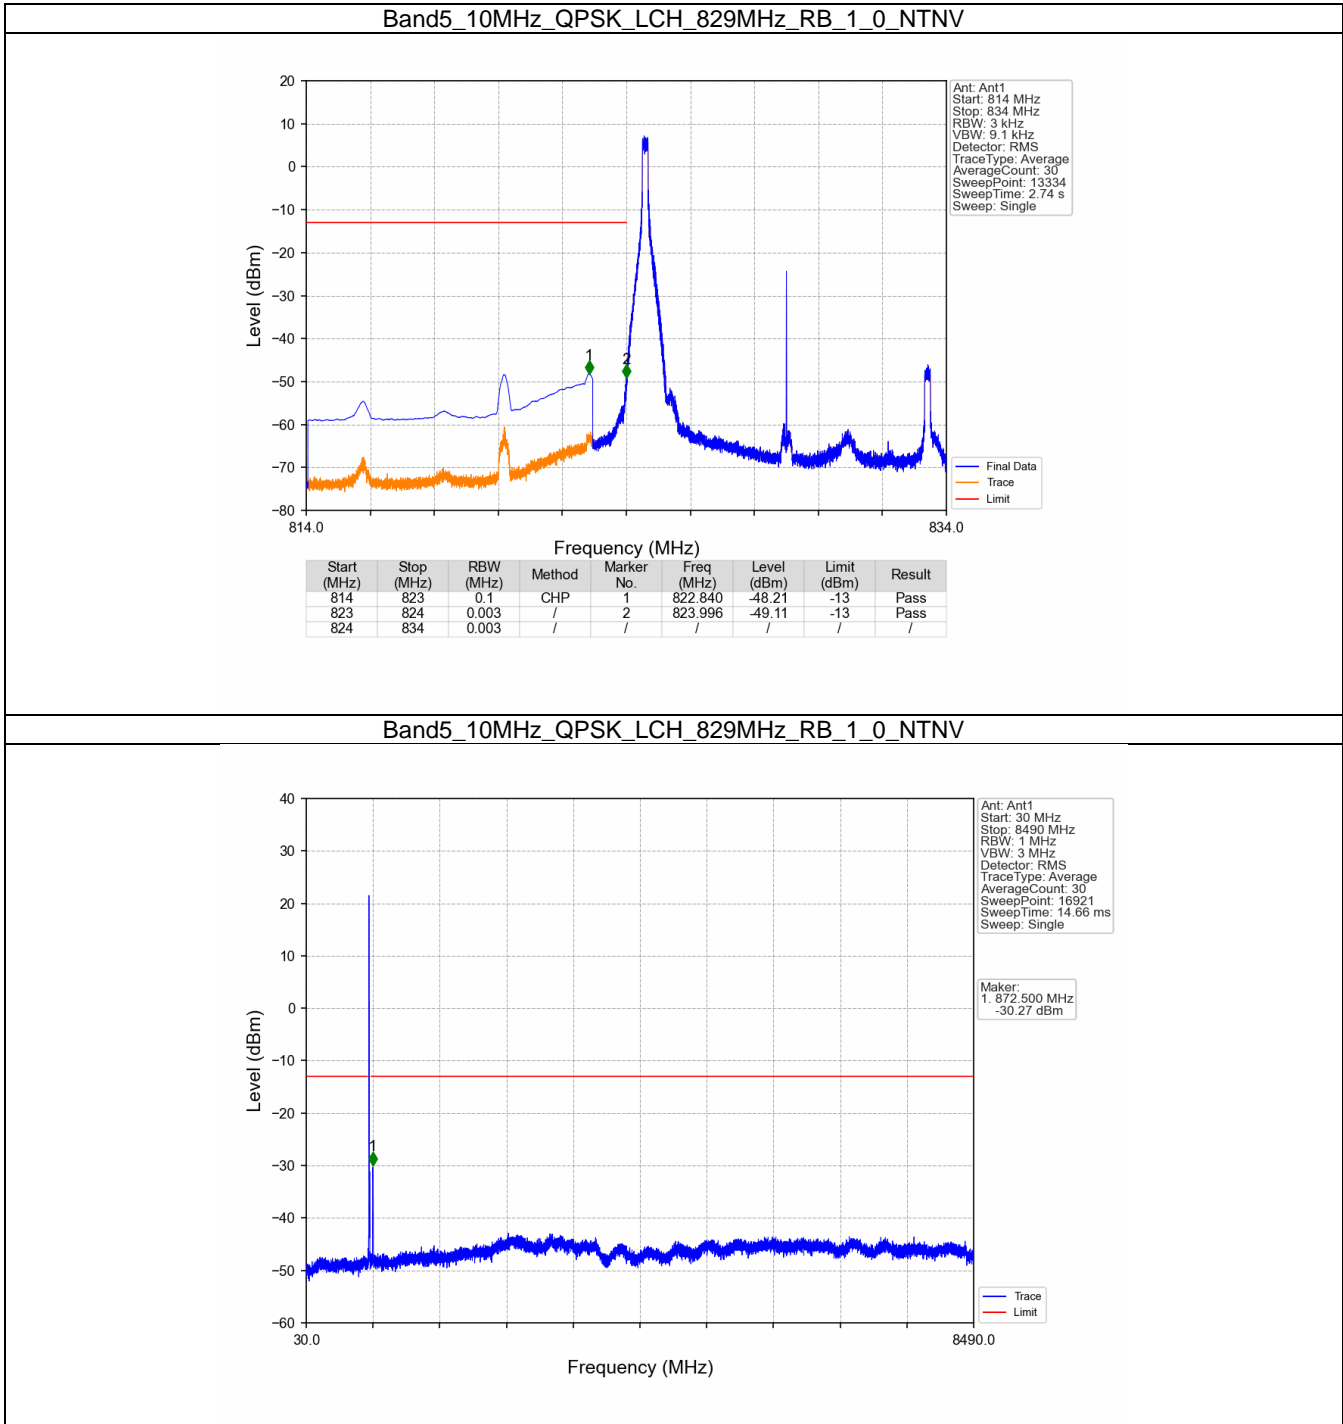 Band5_10MHz_QPSK_LCH_829MHz_RB_1_0_NTNV
20
10
0
−10
−20
−30
−40
−50
−60
−70
−80
Level (dBm)
1
2
814.0
834.0
Frequency (MHz)
Ant: Ant1
Start: 814 MHz
Stop: 834 MHz
RBW: 3 kHz
VBW: 9.1 kHz
Detector: RMS
TraceType: Average
AverageCount: 30
SweepPoint: 13334
SweepTime: 2.74 s
Sweep: Single
Final Data
Trace
Limit
Start (MHz) Stop (MHz) RBW (MHz) Method Marker No. Freq (MHz) Level (dBm) Limit (dBm) Result
814 823 0.1 CHP 1 822.840 -48.21 -13 Pass
823 824 0.003 / 2 823.996 -49.11 -13 Pass
824 834 0.003 / / / / / /
Band5_10MHz_QPSK_LCH_829MHz_RB_1_0_NTNV
40
30
20
10
0
−10
−20
−30
−40
−50
−60
Level (dBm)
1
30.0
8490.0
Frequency (MHz)
Ant: Ant1
Start: 30 MHz
Stop: 8490 MHz
RBW: 1 MHz
VBW: 3 MHz
Detector: RMS
TraceType: Average
AverageCount: 30
SweepPoint: 16921
SweepTime: 14.66 ms
Sweep: Single
Maker:
1. 872.500 MHz
-30.27 dBm
Trace
Limit